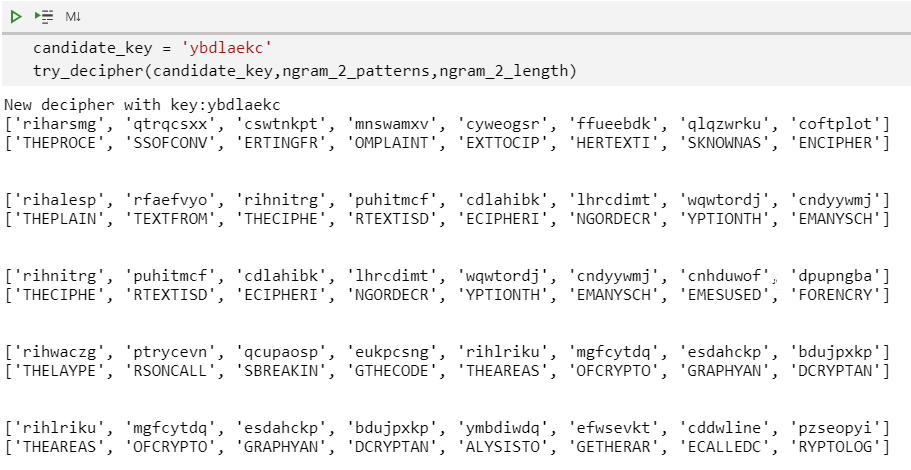 M↓
candidate_key = 'ybdlaekc'
try_decipher(candidate_key,ngram_2_patterns,ngram_2_length)
New decipher with key:ybdlaekc
['riharsmg', 'qtrqcsxx', 'cswtnkpt', 'mnswamxv', 'cyweogsr', 'ffueebdk', 'qlqzwrku', 'coftplot']
['THEPROCE', 'SSOFCONV', 'ERTINGFR', 'OMPLAINT', 'EXTTOCIP', 'HERTEXTI', 'SKNOWNAS', 'ENCIPHER']
['rihalesp', 'rfaefvyo', 'rihnitrg', 'puhitmcf', 'cdlahibk', 'lhrcdimt', 'wqwtordj', 'cndyywmj']
['THEPLAIN', 'TEXTFROM', 'THECIPHE', 'RTEXTISD', 'ECIPHERI', 'NGORDECR', 'YPTIONTH', 'EMANYSCH']
['rihnitrg', 'puhitmcf', 'cdlahibk', 'lhrcdimt', 'wqwtordj', 'cndyywmj', 'cnhduwof', 'dpupngba']
['THECIPHE', 'RTEXTISD', 'ECIPHERI', 'NGORDECR', 'YPTIONTH', 'EMANYSCH', 'EMESUSED', 'FORENCRY']
['rihwaczg', 'ptrycevn', 'qcupaosp', 'eukpcsng', 'rihlriku', 'mgfcytdq', 'esdahckp', 'bdujpxkp']
['THELAYPE', 'RSONCALL', 'SBREAKIN', 'GTHECODE', 'THEAREAS', 'OFCRYPTO', 'GRAPHYAN', 'DCRYPTAN']
['rihlriku', 'mgfcytdq', 'esdahckp', 'bdujpxkp', 'ymbdiwdq', 'efwsevkt', 'cddwline', 'pzseopyi']
['THEAREAS', 'OFCRYPTO', 'GRAPHYAN', 'DCRYPTAN', 'ALYSISTO', 'GETHERAR', 'ECALLEDC', 'RYPTOLOG']